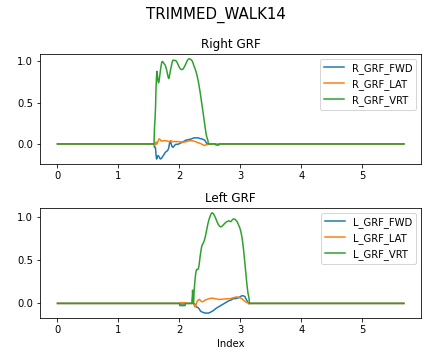 TRIMMED_WALK14
Right GRF
1.0
0.5
0.0
R_GRF_FWD
R_GRF_LAT
R_GRF_VRT
0 1 2 3 4 5
Left GRF
1.0
0.5
0.0
L_GRF_FWD
L_GRF_LAT
L_GRF_VRT
0 1 2 3 4 5
Index